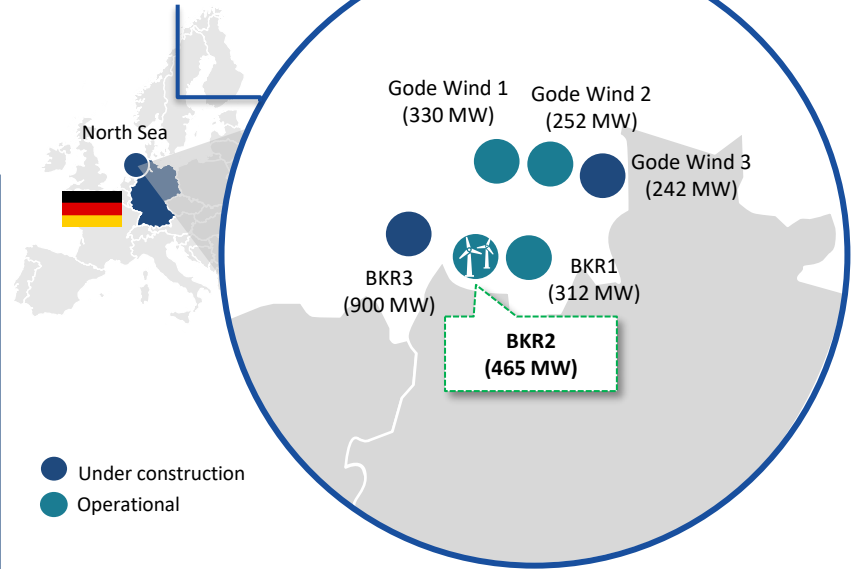 North Sea
Gode Wind 1
(330 MW)
Gode Wind 2
(252 MW)
Gode Wind 3
(242 MW)
BKR3
(900 MW)
BKR1
(312 MW)
BKR2
(465 MW)
Under construction
Operational